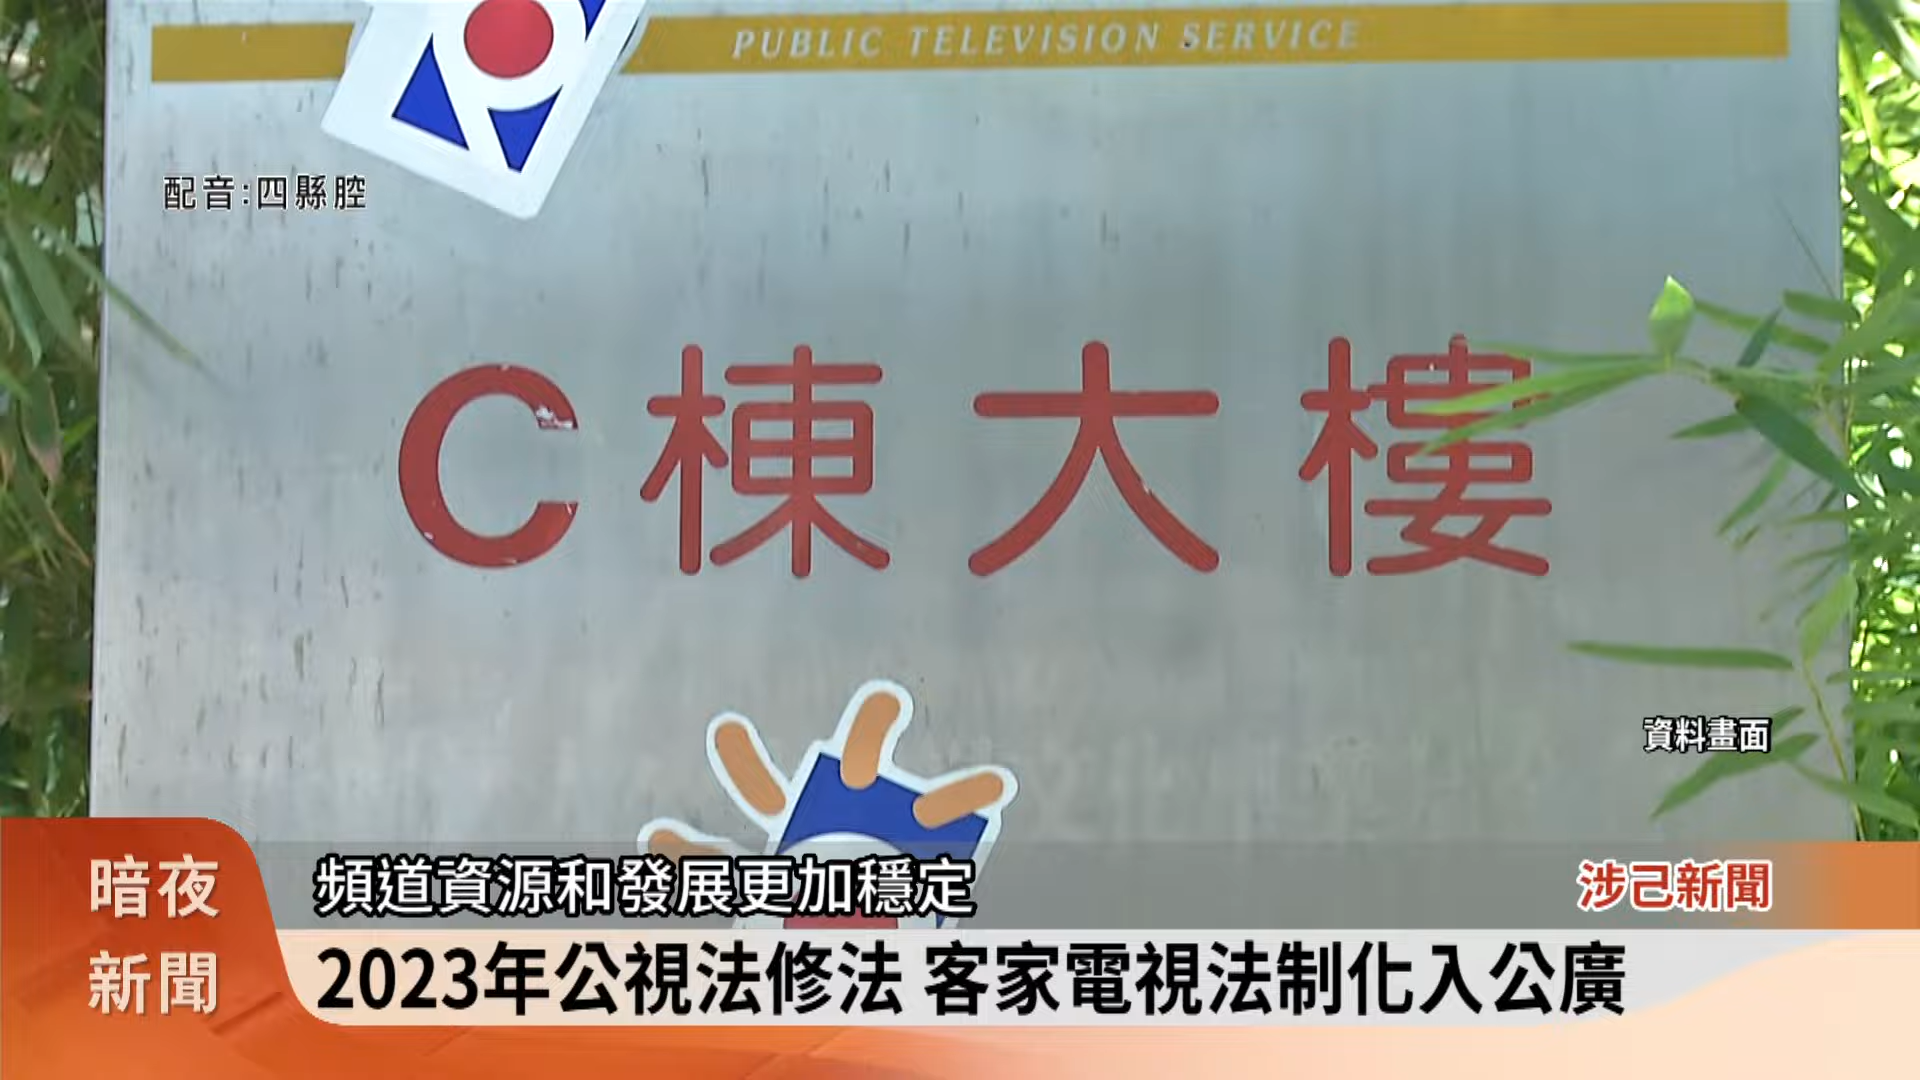 PUBLIC TELEVISION SERVICE
配音:四縣腔
C棟大樓
資料畫面
暗夜
新聞
頻道資源和發展更加穩定
涉己新聞
2023年公視法修法 客家電視法制化入公廣